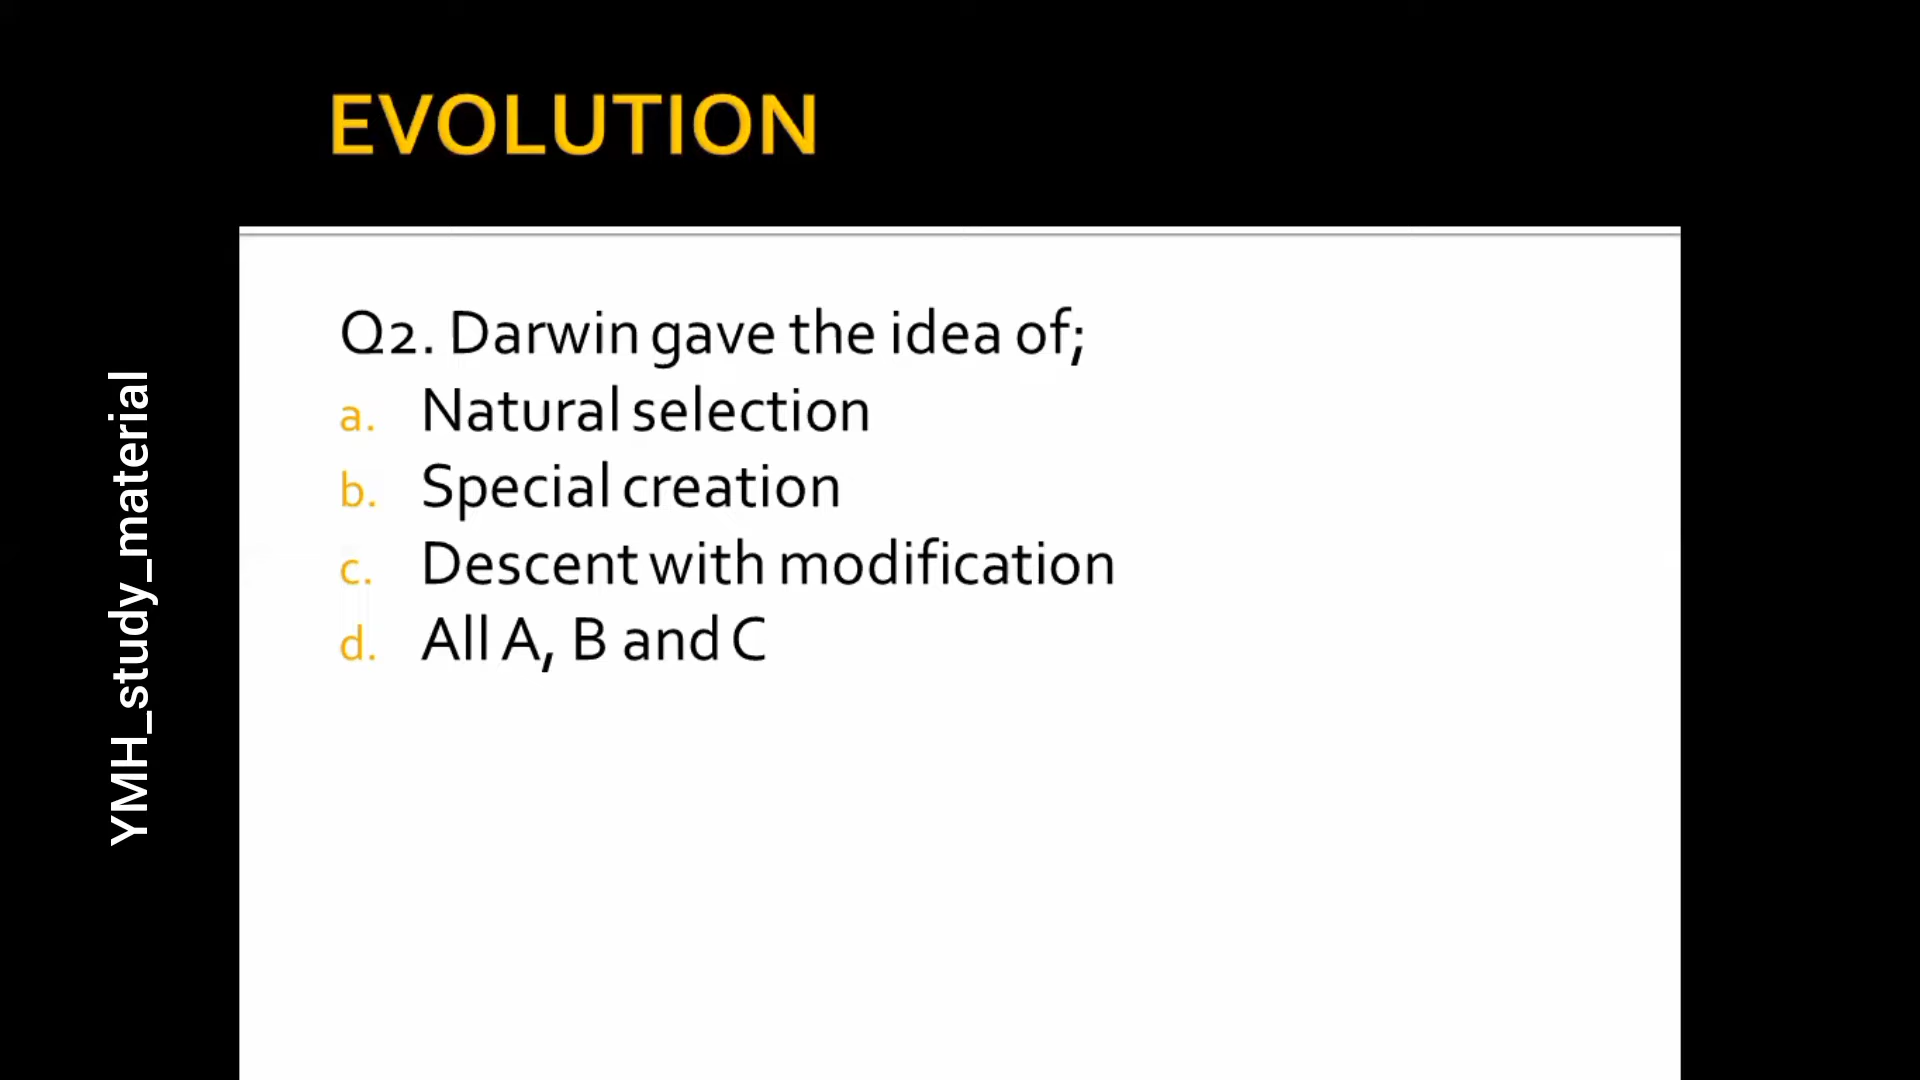 EVOLUTION
Q2. Darwin gave the idea of;
a. Natural selection
b. Special creation
c. Descent with modification
d. All A, B and C
YMH_study_material